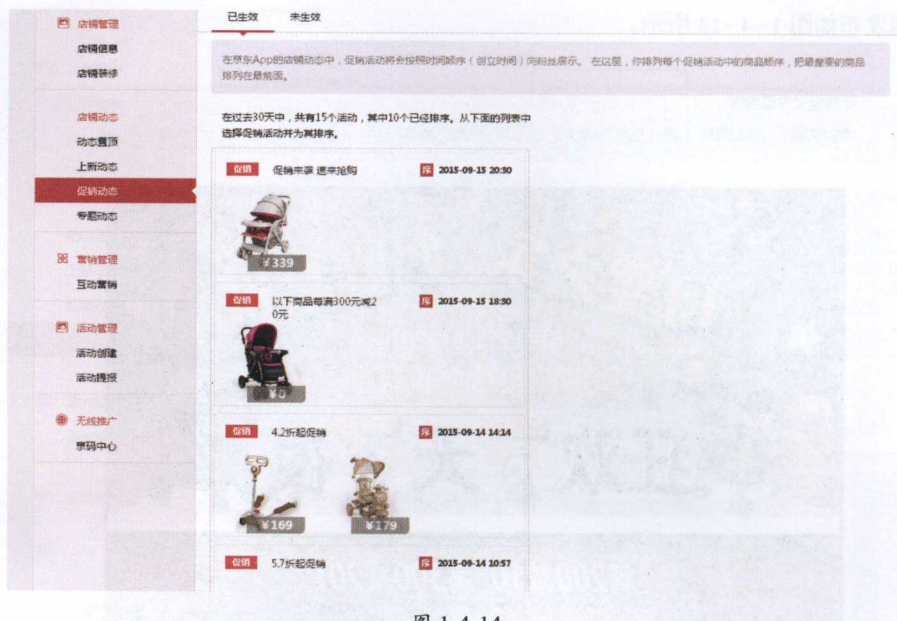 店铺管理
店铺信息
店铺装修
店铺动态
动态置顶
上新动态
促销动态
专题动态
营销管理
互动营销
活动管理
活动创建
活动提报
无线推广
京码中心
已生效 未生效
在京东App的店铺动态中，促销活动将会按照时间顺序（创立时间）向粉丝展示。 在这里，你排列每个促销活动中的商品顺序，把最重要的商品
排列在最前面。
在过去30天中，共有15个活动，其中10个已经排序。从下面的列表中
选择促销活动并为其排序。
促销 促销来袭 速来抢购 序 2015-09-15 20:30
¥339
促销 以下商品每满300元减2 序 2015-09-15 18:30
0元
¥0
促销 4.2折起促销 序 2015-09-14 14:14
¥169 ¥179
促销 5.7折起促销 序 2015-09-14 10:57
图 1-4-14